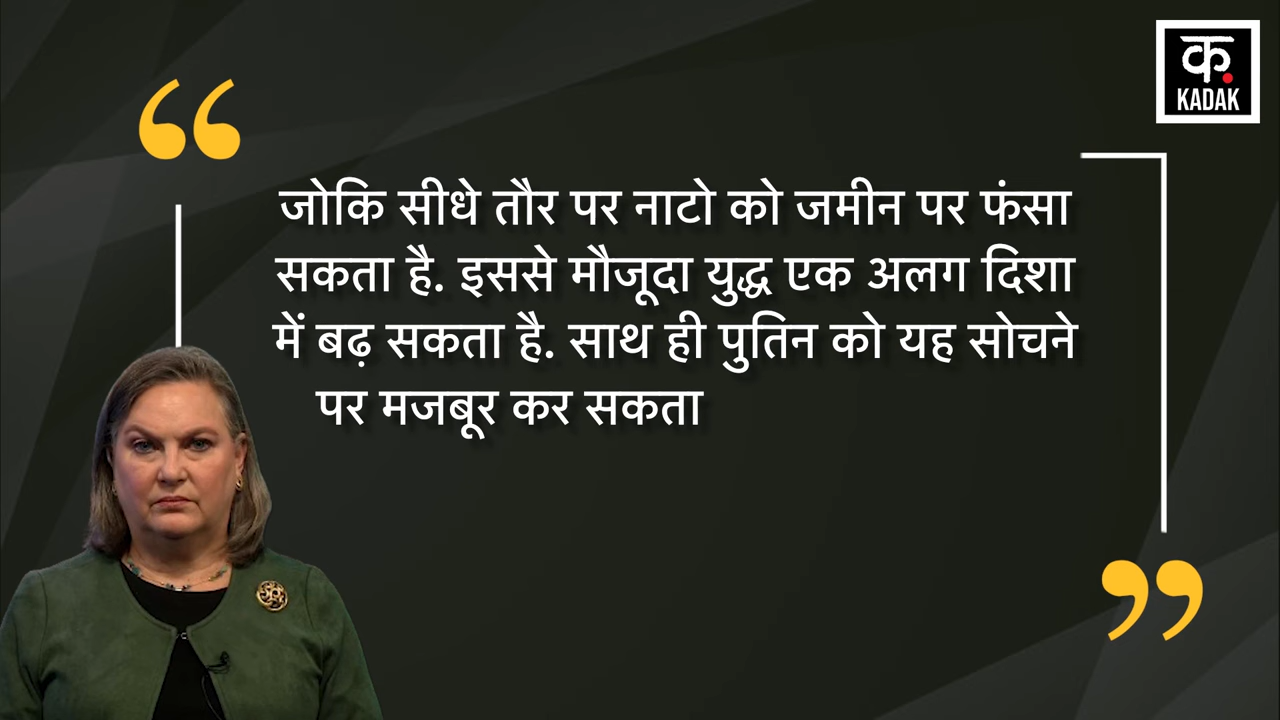 क.
KADAK
जोकि सीधे तौर पर नाटो को जमीन पर फंसा
सकता है. इससे मौजूदा युद्ध एक अलग दिशा
में बढ़ सकता है. साथ ही पुतिन को यह सोचने
पर मजबूर कर सकता